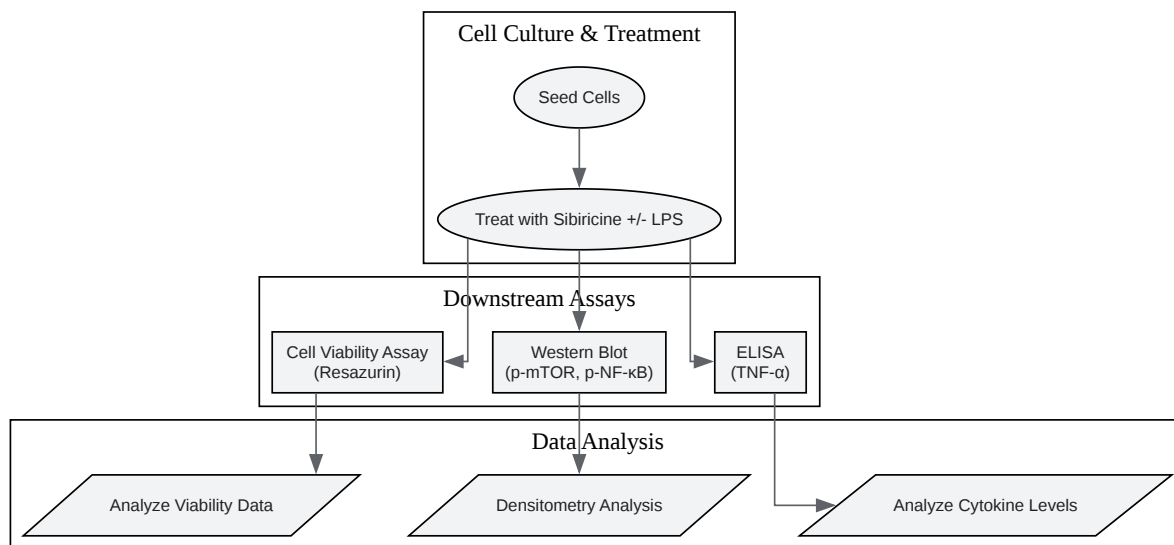 Cell Culture & Treatment
Seed Cells
Treat with Sibiricine +/- LPS
Downstream Assays
Cell Viability Assay
(Resazurin)
Western Blot
(p-mTOR, p-NF-κB)
ELISA
(TNF-α)
Data Analysis
Analyze Viability Data
Densitometry Analysis
Analyze Cytokine Levels